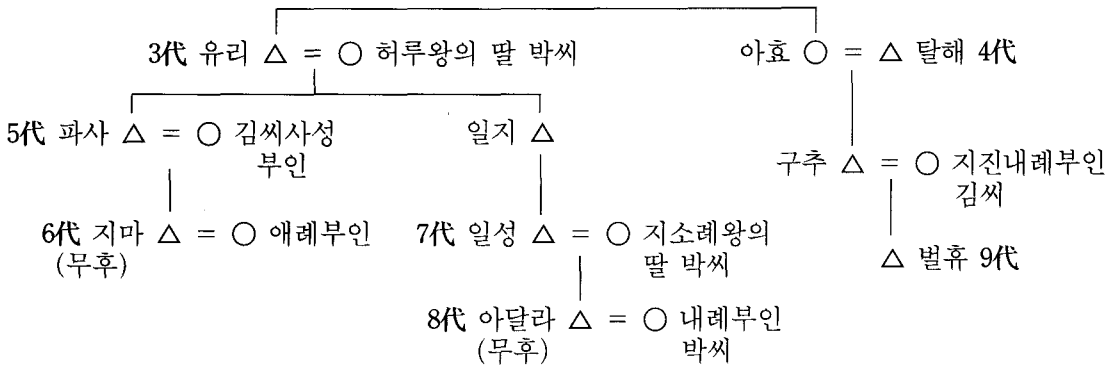 3代 유리 △ = ○ 허루왕의 딸 박씨
아효 ○ = △ 탈해 4代
5代 파사 △ = ○ 김씨사성
부인
일지 △
구추 △ = ○ 지진내례부인
김씨
6代 지마 △ = ○ 애례부인
(무후)
7代 일성 △ = ○ 지소례왕의
딸 박씨
△ 벌휴 9代
8代 아달라 △ = ○ 내례부인
(무후)
박씨